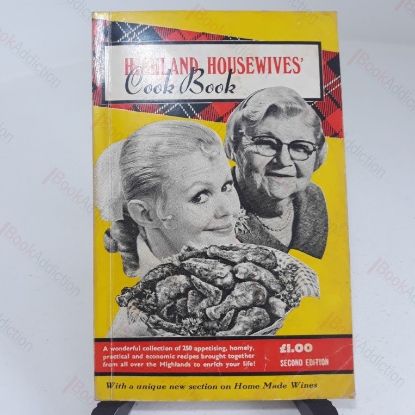 HIGHLAND HOUSEWIVES'
Cook Book
A wonderful collection of 250 appetising, homely,
practical and economic recipes brought together
from all over the Highlands to enrich your life!
£1.00
SECOND EDITION
With a unique new section on Home Made Wines
BookAddiction